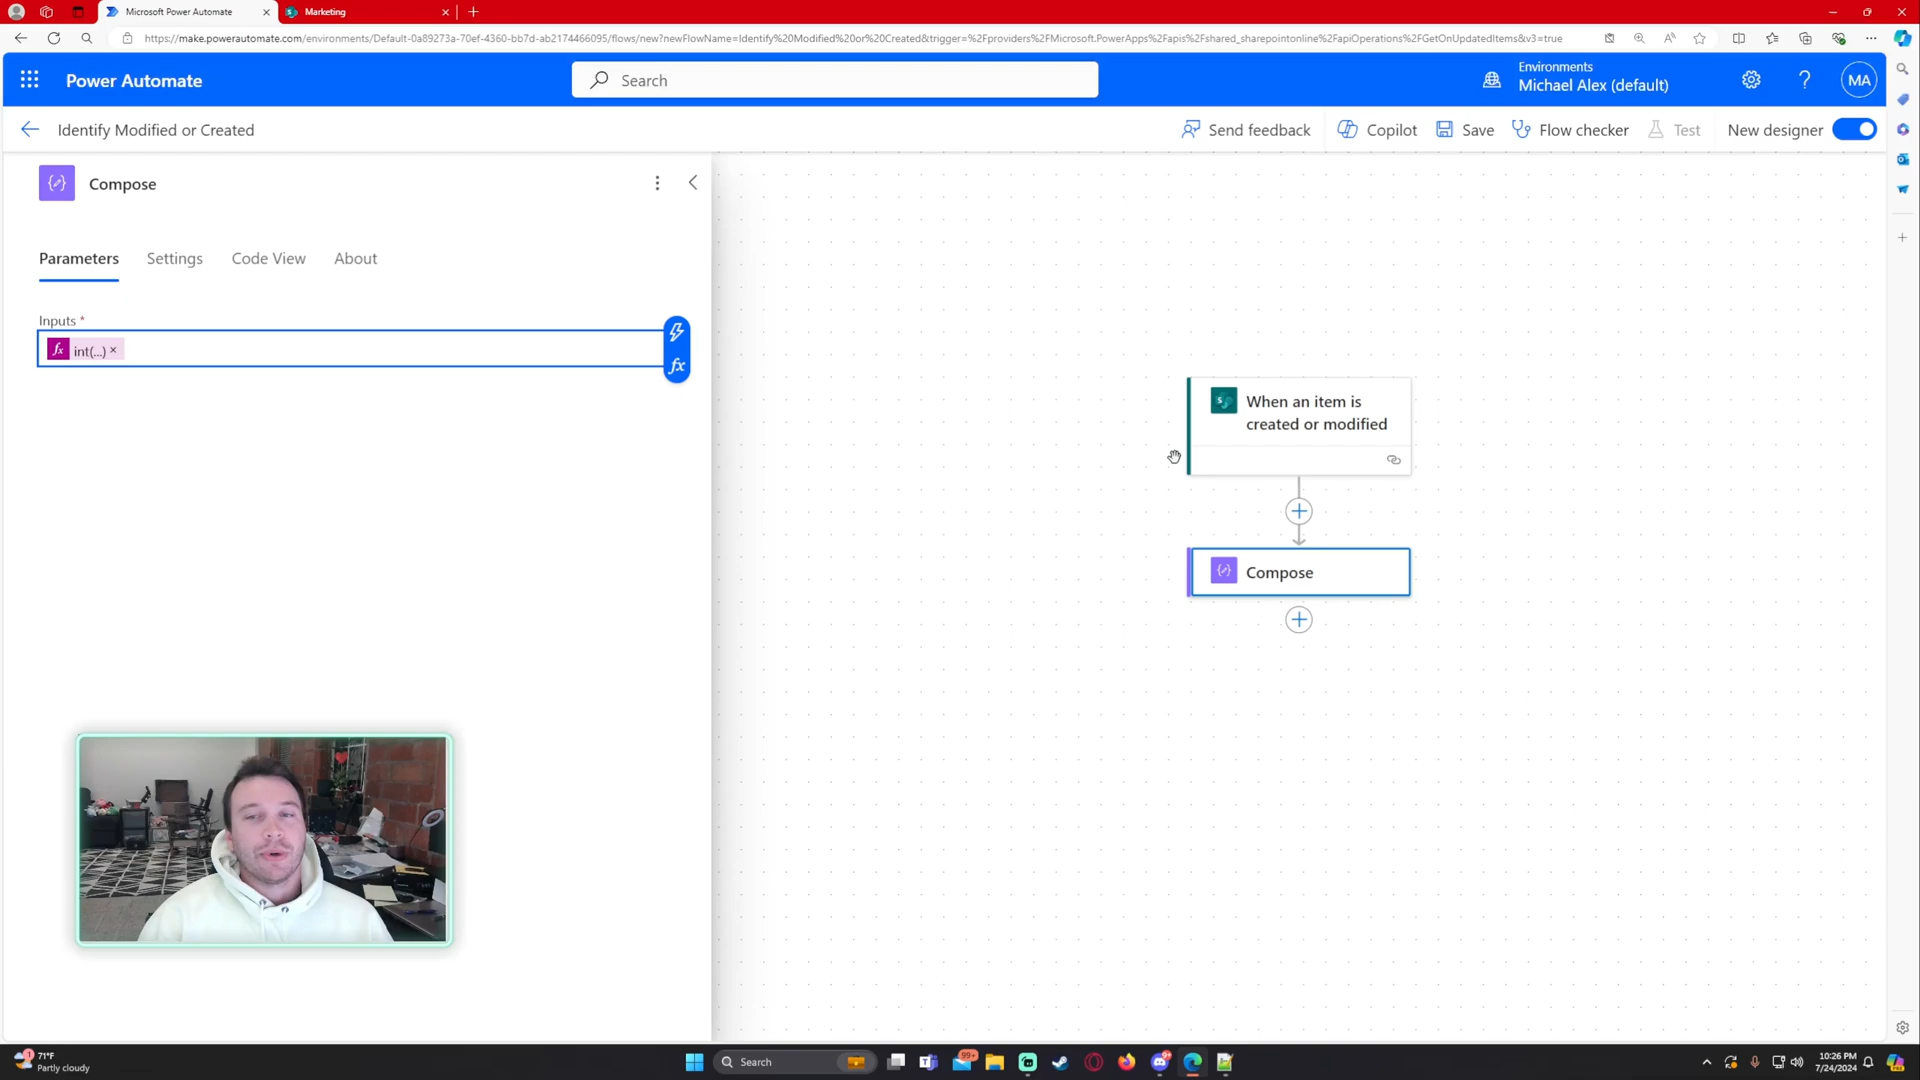 Microsoft Power Automate
Marketing
https://make.powerautomate.com/environments/Default-0a89273a-70ef-4360-bb7d-ab2174466095/flows/new?newFlowName=Identify%20Modified%20or%20Created&trigger=%2Fproviders%2FMicrosoft.PowerApps%2Fapis%2Fshared_sharepointonline%2FapiOperations%2FGetOnUpdatedItems&v3=true
Power Automate
Search
Environments
Michael Alex (default)
MA
Identify Modified or Created
Send feedback
Copilot
Save
Flow checker
Test
New designer
Compose
Parameters
Settings
Code View
About
Inputs *
fx int(...) ×
fx
When an item is
created or modified
Compose
71°F
Partly cloudy
Search
99+
10:26 PM
7/24/2024